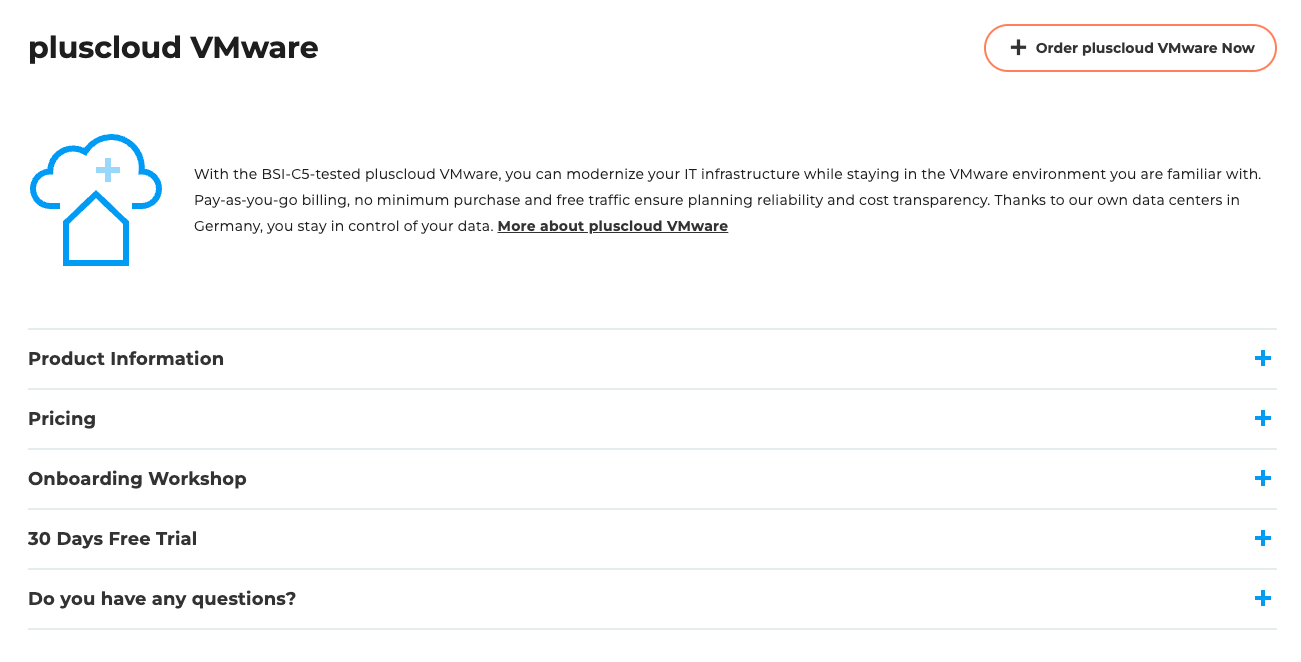 pluscloud VMware
Order pluscloud VMware Now
With the BSI-C5-tested pluscloud VMware, you can modernize your IT infrastructure while staying in the VMware environment you are familiar with.
Pay-as-you-go billing, no minimum purchase and free traffic ensure planning reliability and cost transparency. Thanks to our own data centers in
Germany, you stay in control of your data. More about pluscloud VMware
Product Information
Pricing
Onboarding Workshop
30 Days Free Trial
Do you have any questions?